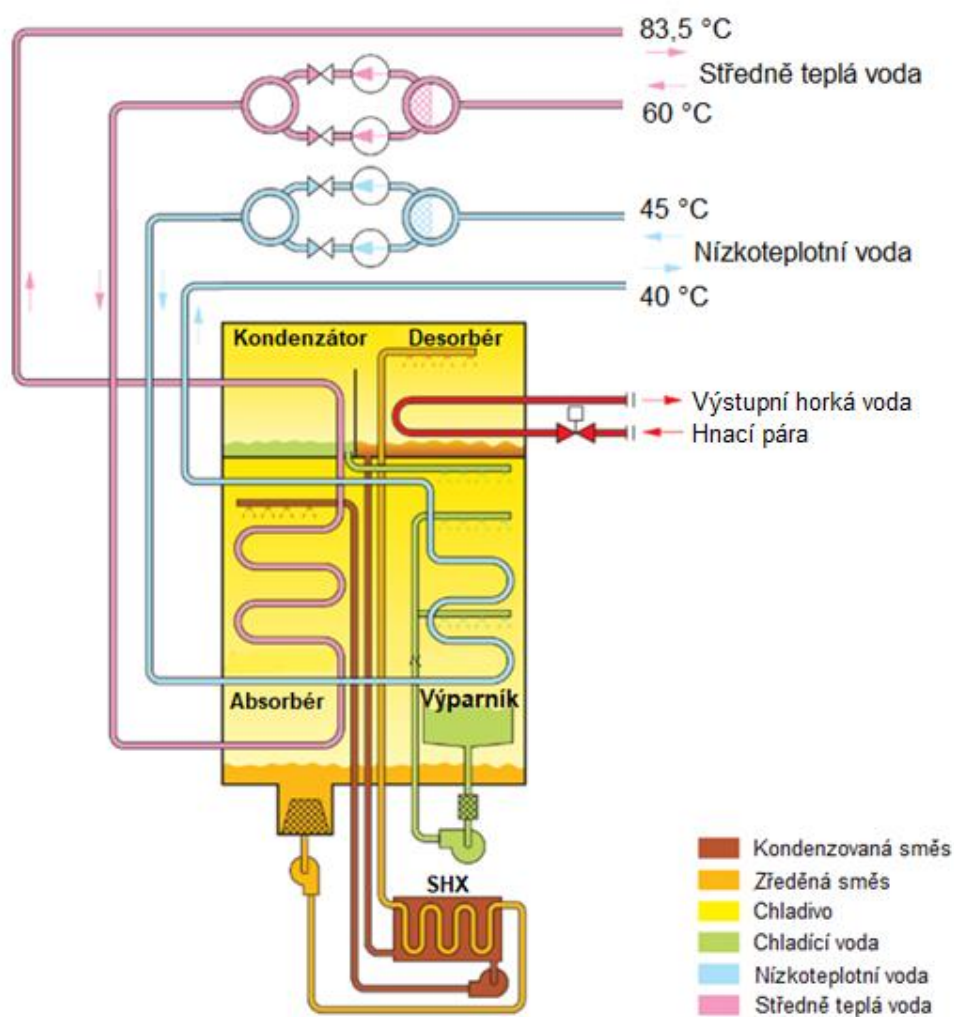 83,5 °C
Středně teplá voda
60 °C
45 °C
Nízkoteplotní voda
40 °C
Kondenzátor
Desorbér
Výstupní horká voda
Hnací pára
Absorbér
Výparník
SHX
Kondenzovaná směs
Zředěná směs
Chladivo
Chladící voda
Nízkoteplotní voda
Středně teplá voda